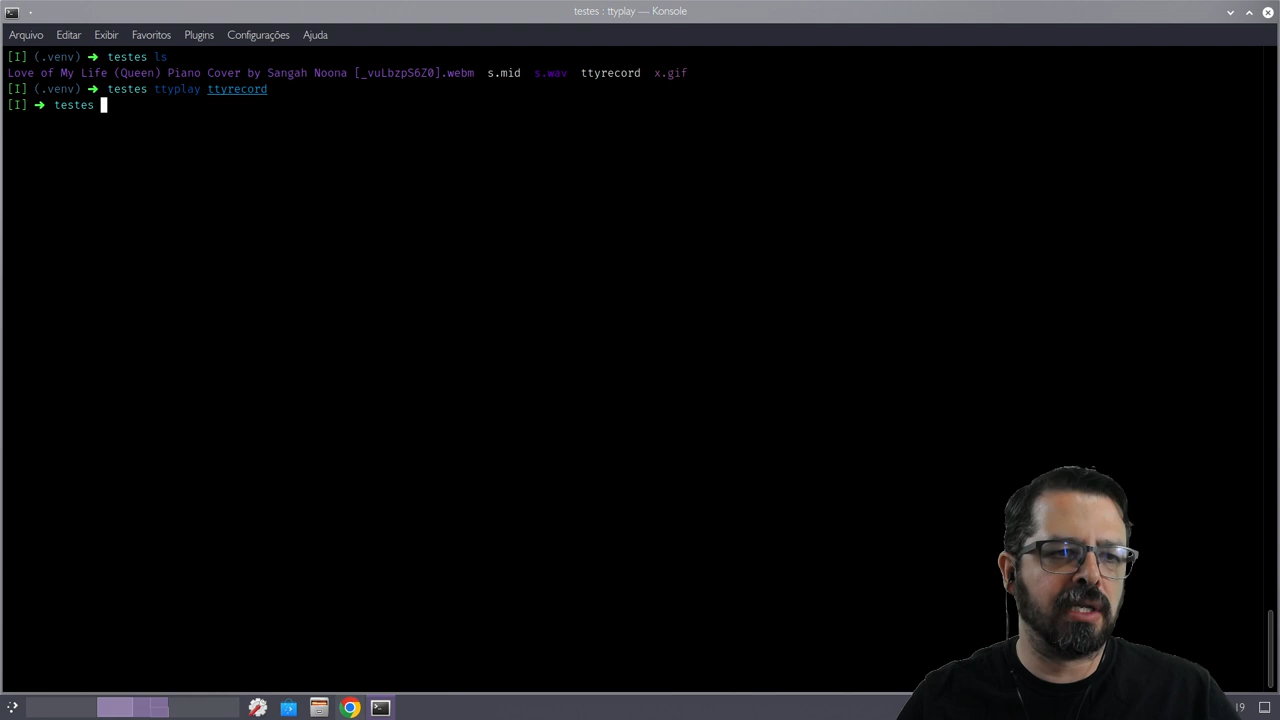 testes : ttyplay — Konsole
Arquivo Editar Exibir Favoritos Plugins Configurações Ajuda
[I] (.venv) ➜ testes ls
Love of My Life (Queen) Piano Cover by Sangah Noona [_vuLbzpS6Z0].webm s.mid s.wav ttyrecord x.gif
[I] (.venv) ➜ testes ttyplay ttyrecord
[I] ➜ testes
19